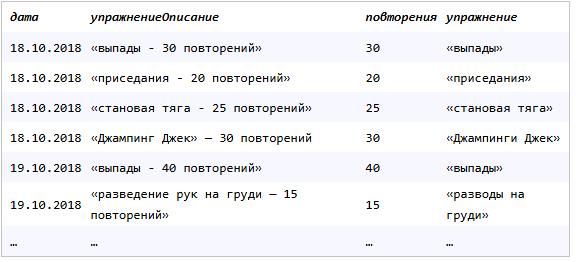 дата упражнениеОписание повторения упражнение
18.10.2018 «выпады - 30 повторений» 30 «выпады»
18.10.2018 «приседания - 20 повторений» 20 «приседания»
18.10.2018 «становая тяга - 25 повторений» 25 «становая тяга»
18.10.2018 «Джампинг Джек» — 30 повторений 30 «Джампинги Джек»
19.10.2018 «выпады - 40 повторений» 40 «выпады»
19.10.2018 «разведение рук на груди — 15 повторений» 15 «разводы на груди»
… … … …